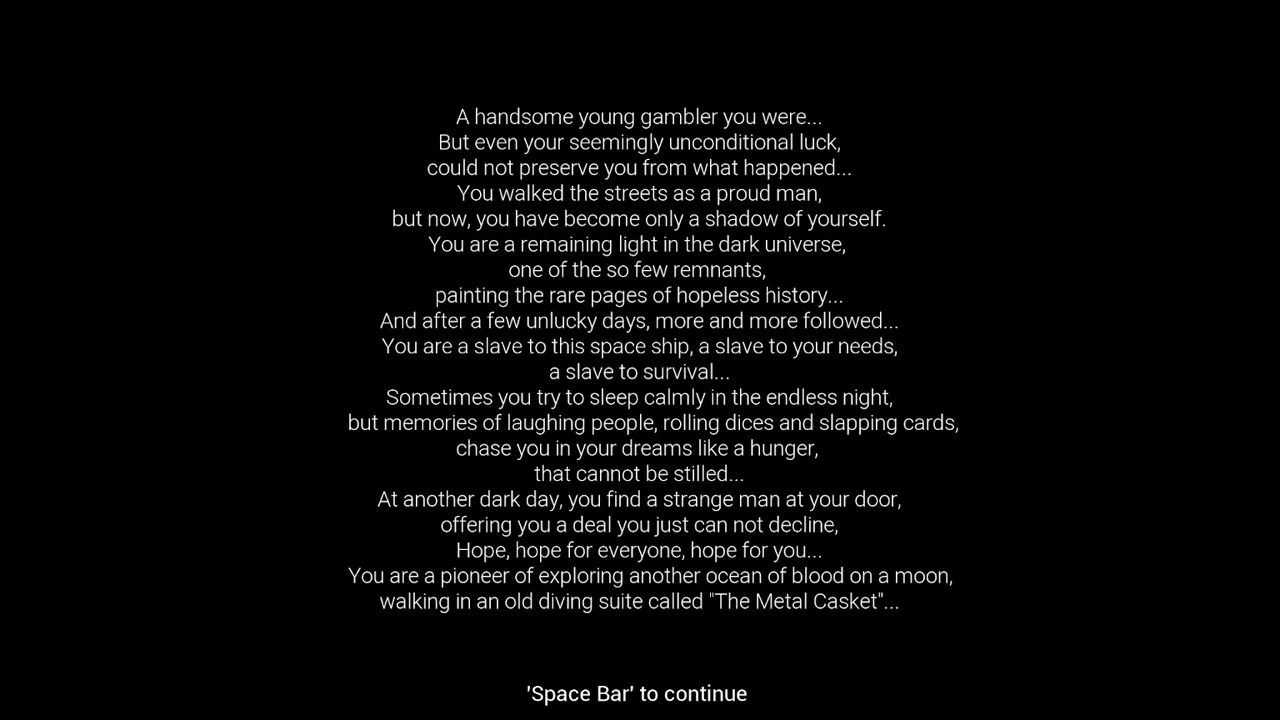 A handsome young gambler you were...
But even your seemingly unconditional luck,
could not preserve you from what happened...
You walked the streets as a proud man,
but now, you have become only a shadow of yourself.
You are a remaining light in the dark universe,
one of the so few remnants,
painting the rare pages of hopeless history...
And after a few unlucky days, more and more followed...
You are a slave to this space ship, a slave to your needs,
a slave to survival...
Sometimes you try to sleep calmly in the endless night,
but memories of laughing people, rolling dices and slapping cards,
chase you in your dreams like a hunger,
that cannot be stilled...
At another dark day, you find a strange man at your door,
offering you a deal you just can not decline,
Hope, hope for everyone, hope for you...
You are a pioneer of exploring another ocean of blood on a moon,
walking in an old diving suite called "The Metal Casket"...
'Space Bar' to continue